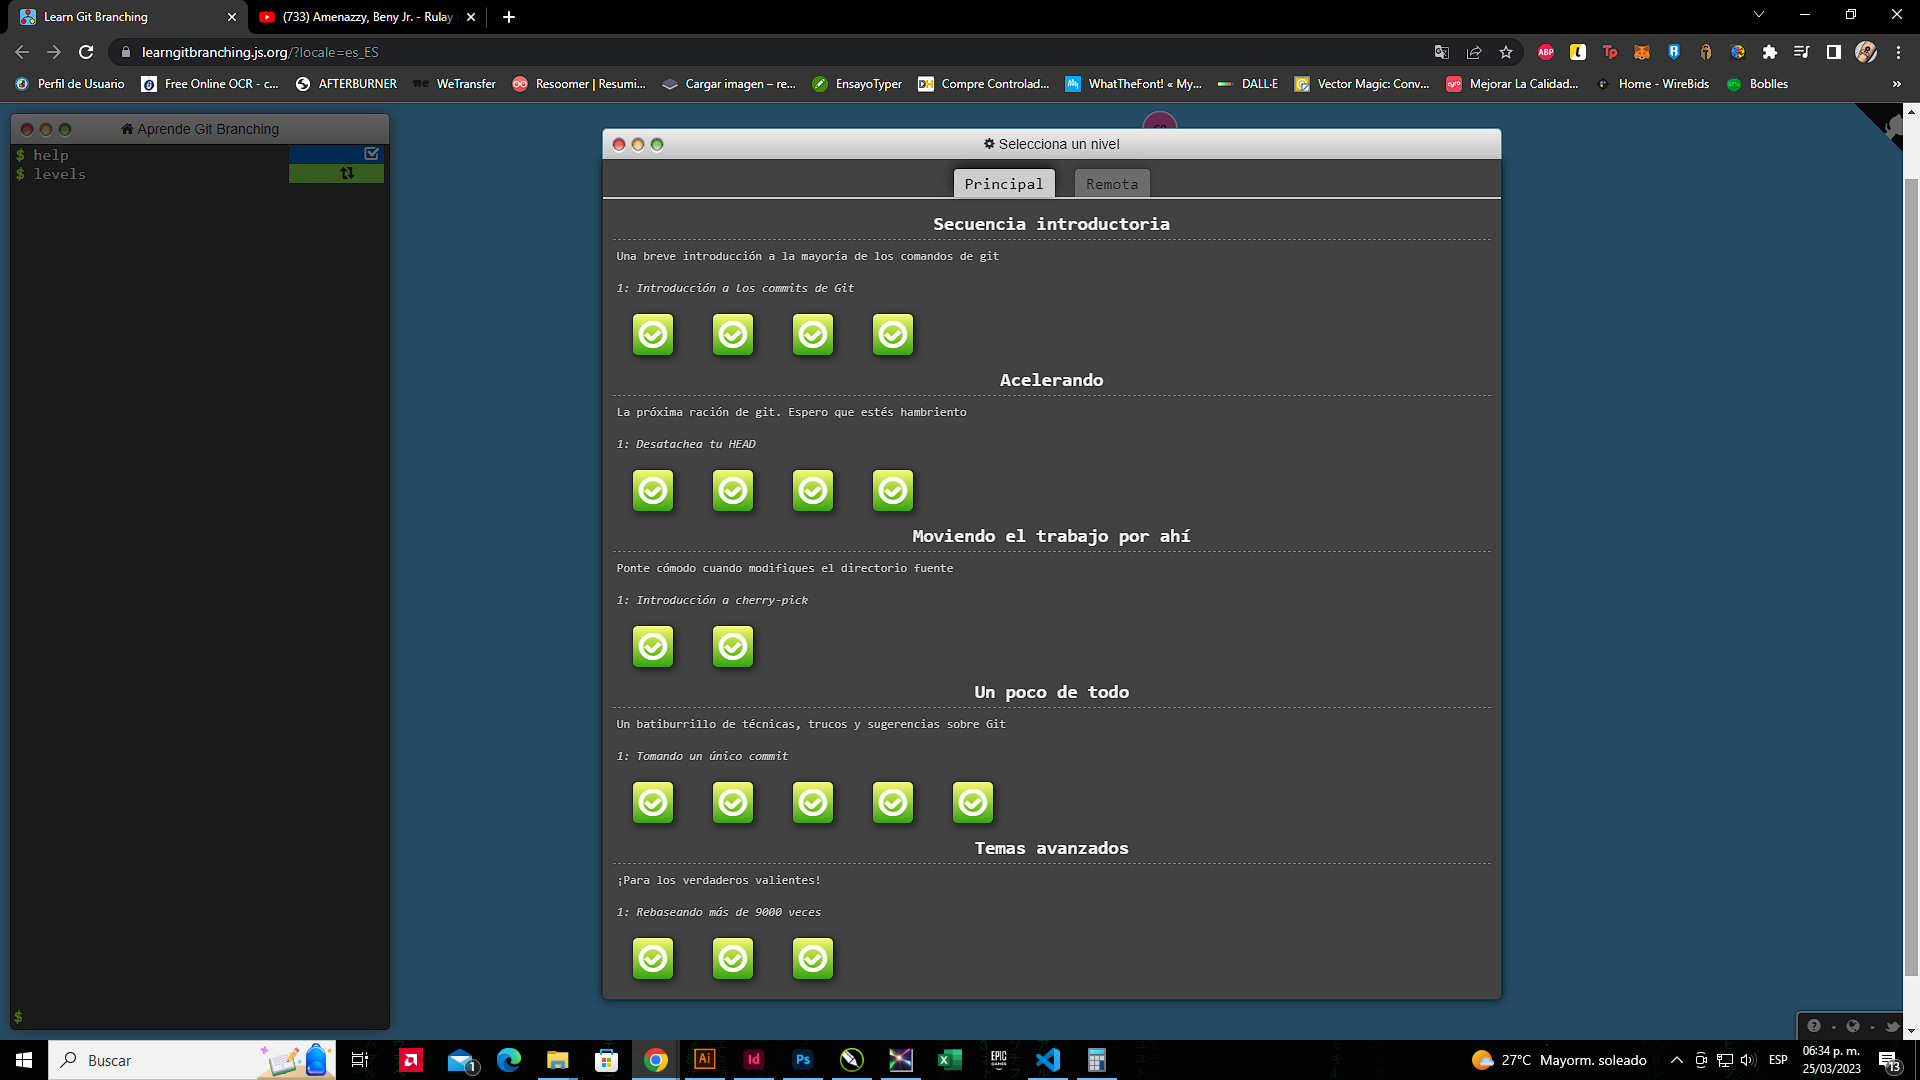 Learn Git Branching
(733) Amenazzy, Beny Jr. - Rulay
learngitbranching.js.org/?locale=es_ES
Perfil de Usuario
Free Online OCR - c...
AFTERBURNER
WeTransfer
Resoomer | Resumi...
Cargar imagen – re...
EnsayoTyper
Compre Controlad...
WhatTheFont! « My...
DALL·E
Vector Magic: Conv...
Mejorar La Calidad...
Home - WireBids
Boblles
»
Aprende Git Branching
$ help
$ levels
$
Selecciona un nivel
Principal
Remota
Secuencia introductoria
Una breve introducción a la mayoría de los comandos de git
1: Introducción a los commits de Git
Acelerando
La próxima ración de git. Espero que estés hambriento
1: Desatachea tu HEAD
Moviendo el trabajo por ahí
Ponte cómodo cuando modifiques el directorio fuente
1: Introducción a cherry-pick
Un poco de todo
Un batiburrillo de técnicas, trucos y sugerencias sobre Git
1: Tomando un único commit
Temas avanzados
¡Para los verdaderos valientes!
1: Rebaseando más de 9000 veces
Buscar
1
Ai
Id
Ps
EPIC GAMES
27°C Mayorm. soleado
ESP
06:34 p. m.
25/03/2023
13